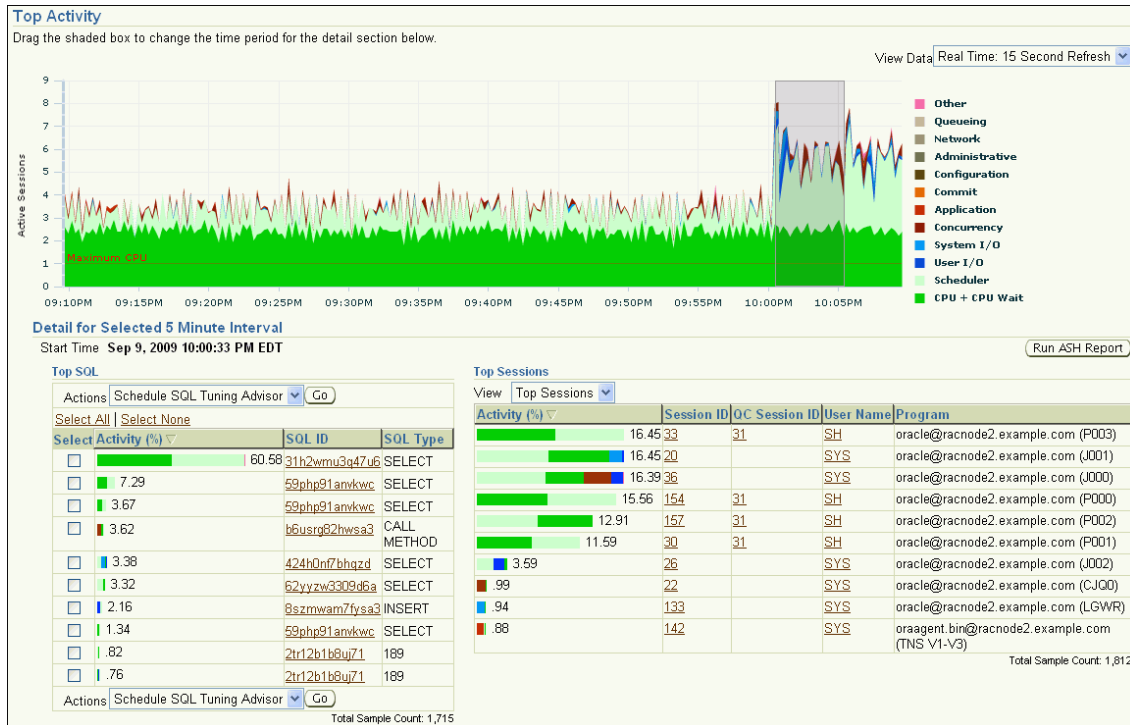 Top Activity
Drag the shaded box to change the time period for the detail section below.
View Data Real Time: 15 Second Refresh
9
8
7
6
5
4
3
2
1
0
Active Sessions
Maximum CPU
09:10PM 09:15PM 09:20PM 09:25PM 09:30PM 09:35PM 09:40PM 09:45PM 09:50PM 09:55PM 10:00PM 10:05PM
Other
Queueing
Network
Administrative
Configuration
Commit
Application
Concurrency
System I/O
User I/O
Scheduler
CPU + CPU Wait
Detail for Selected 5 Minute Interval
Start Time Sep 9, 2009 10:00:33 PM EDT
Run ASH Report
Top SQL
Actions Schedule SQL Tuning Advisor Go
Select All | Select None
Select Activity (%) SQL ID SQL Type
60.58 31h2wmu3q47u6 SELECT
7.29 59php91anvkwc SELECT
3.67 59php91anvkwc SELECT
3.62 b6usrg82hwsa3 CALL
METHOD
3.38 424h0nf7bhqzd SELECT
3.32 62yyzw3309d6a SELECT
2.16 8szmwam7fysa3 INSERT
1.34 59php91anvkwc SELECT
.82 2tr12b1b8uj71 189
.76 2tr12b1b8uj71 189
Actions Schedule SQL Tuning Advisor Go
Total Sample Count: 1,715
Top Sessions
View Top Sessions
Activity (%) Session ID QC Session ID User Name Program
16.45 33 31 SH oracle@racnode2.example.com (P003)
16.45 20 SYS oracle@racnode2.example.com (J001)
16.39 36 SYS oracle@racnode2.example.com (J000)
15.56 154 31 SH oracle@racnode2.example.com (P000)
12.91 157 31 SH oracle@racnode2.example.com (P002)
11.59 30 31 SH oracle@racnode2.example.com (P001)
3.59 26 SYS oracle@racnode2.example.com (J002)
.99 22 SYS oracle@racnode2.example.com (CJQ0)
.94 133 SYS oracle@racnode2.example.com (LGWR)
.88 142 SYS oraagent.bin@racnode2.example.com
(TNS V1-V3)
Total Sample Count: 1,812